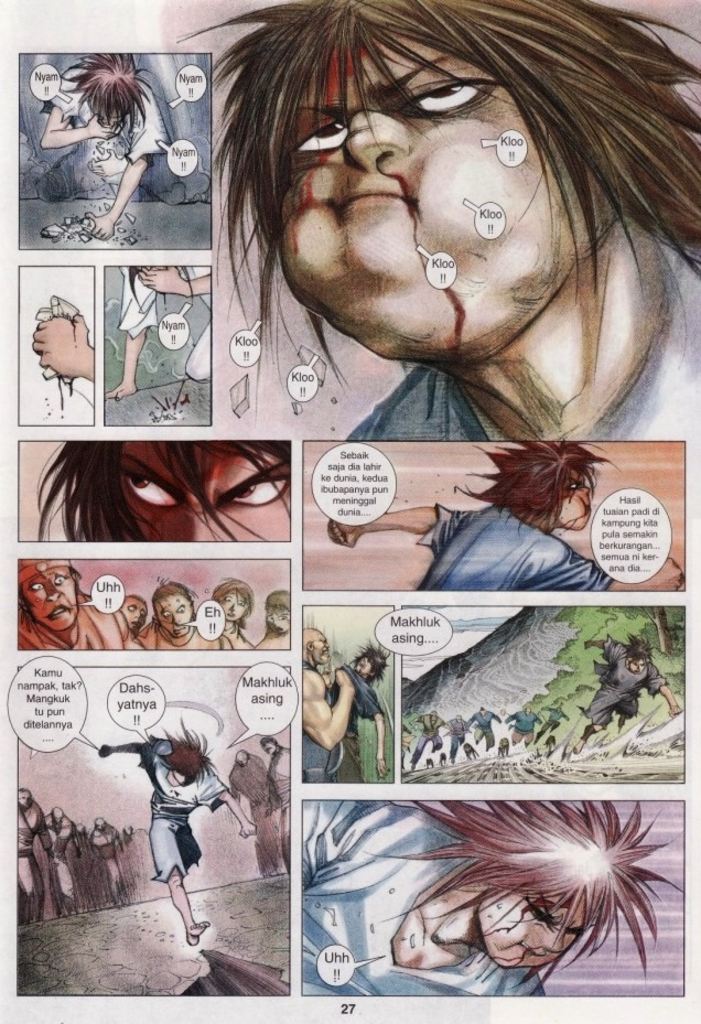 Nyam
!!
Nyam
!!
Nyam
!!
Kloo
!!
Kloo
!!
Kloo
!!
Kloo
!!
Kloo
!!
Nyam
!!
Sebaik
saja dia lahir
ke dunia, kedua
ibubapanya pun
meninggal
dunia....
Hasil
tuaian padi di
kampung kita
pula semakin
berkurangan...
semua ni ker-
ana dia....
Uhh
!!
Eh
!!
Makhluk
asing....
Kamu
nampak, tak?
Mangkuk
tu pun
ditelannya
....
Dahs-
yatnya
!!
Makhluk
asing
....
Uhh
!!
27